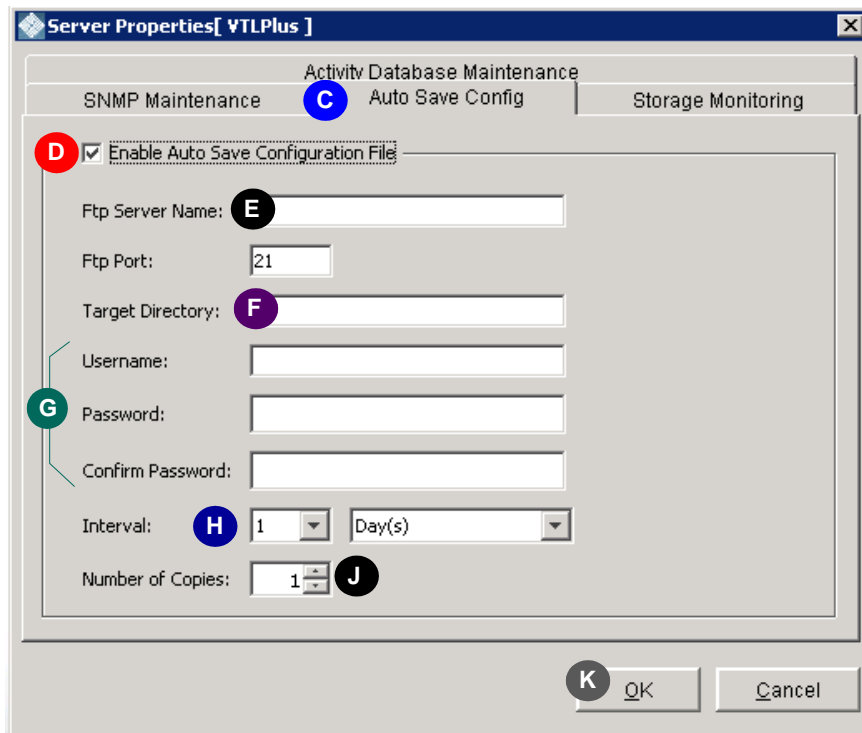 Server Properties[ VTLPlus ]
Activity Database Maintenance
SNMP Maintenance C Auto Save Config Storage Monitoring
D Enable Auto Save Configuration File
Ftp Server Name: E
Ftp Port: 21
Target Directory: F
Username:
G
Password:
Confirm Password:
Interval: H 1 Day(s)
Number of Copies: 1 J
K OK Cancel